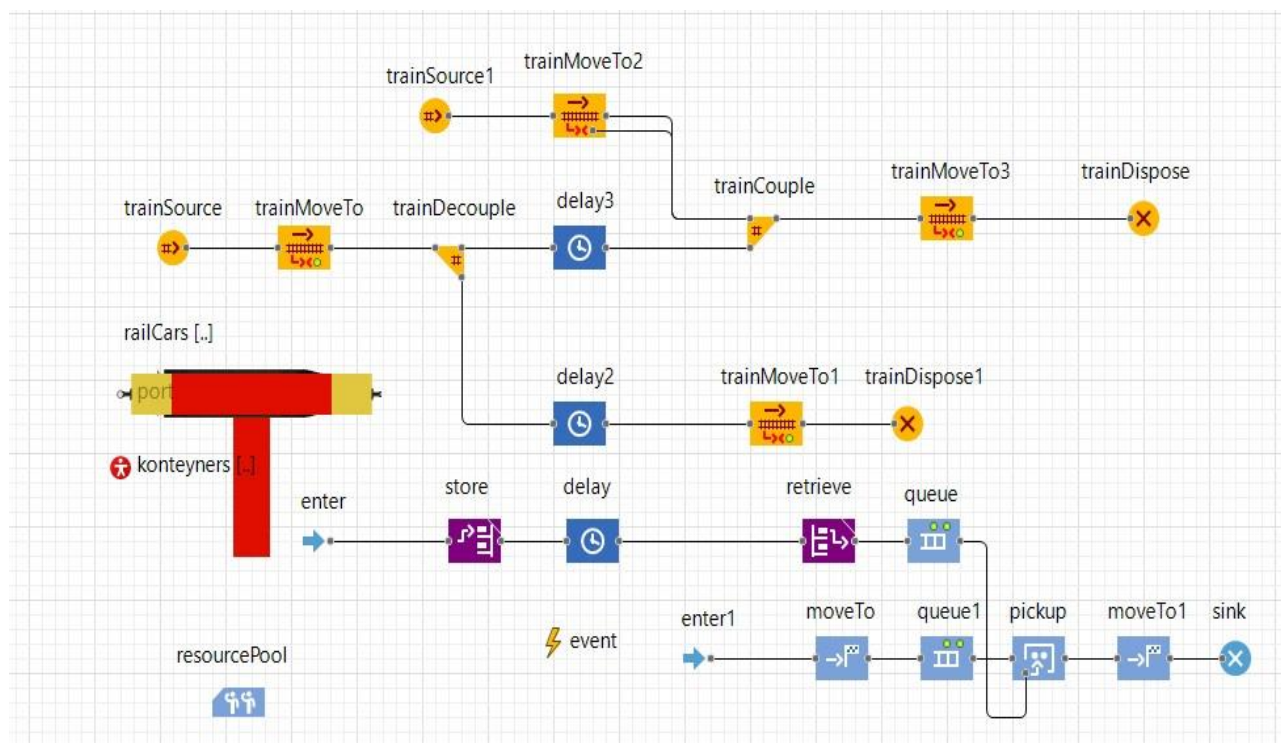 trainMoveTo2
trainSource1
trainMoveTo3
trainDispose
trainCouple
delay3
trainSource
trainMoveTo
trainDecouple
railCars [..]
port
delay2
trainMoveTo1
trainDispose1
konteyners [..]
enter
store
delay
retrieve
queue
enter1
moveTo
queue1
pickup
moveTo1
sink
event
resourcePool